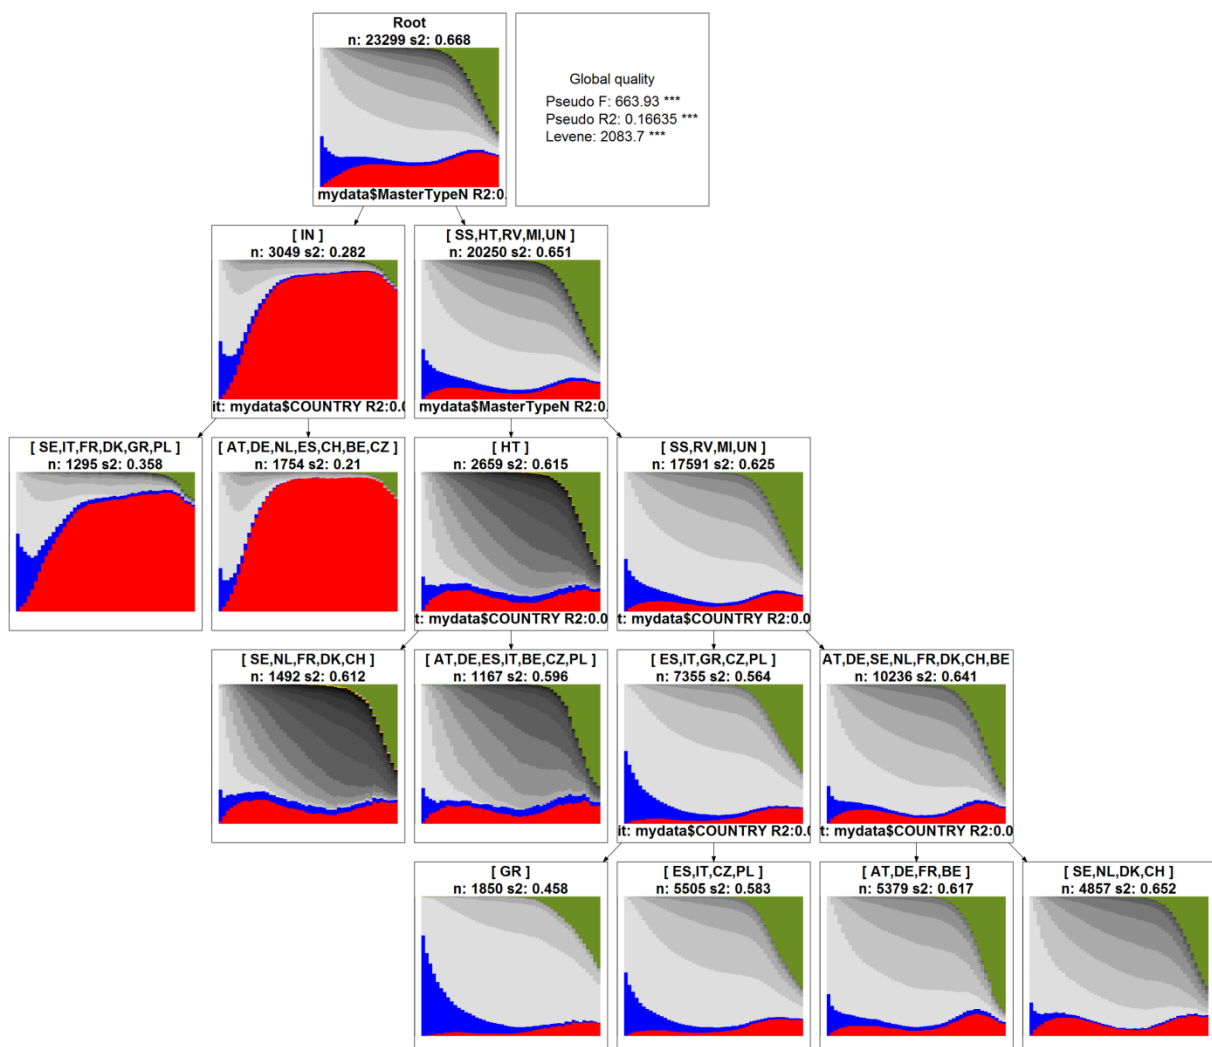 Root
n: 23299 s2: 0.668
mydata$MasterTypeN R2:0.
Global quality
Pseudo F: 663.93 ***
Pseudo R2: 0.16635 ***
Levene: 2083.7 ***
[ IN ]
n: 3049 s2: 0.282
it: mydata$COUNTRY R2:0.0
[ SS,HT,RV,MI,UN ]
n: 20250 s2: 0.651
mydata$MasterTypeN R2:0.
[ SE,IT,FR,DK,GR,PL ]
n: 1295 s2: 0.358
[ AT,DE,NL,ES,CH,BE,CZ ]
n: 1754 s2: 0.21
[ HT ]
n: 2659 s2: 0.615
t: mydata$COUNTRY R2:0.0
[ SS,RV,MI,UN ]
n: 17591 s2: 0.625
t: mydata$COUNTRY R2:0.0
[ SE,NL,FR,DK,CH ]
n: 1492 s2: 0.612
[ AT,DE,ES,IT,BE,CZ,PL ]
n: 1167 s2: 0.596
[ ES,IT,GR,CZ,PL ]
n: 7355 s2: 0.564
it: mydata$COUNTRY R2:0.0
AT,DE,SE,NL,FR,DK,CH,BE
n: 10236 s2: 0.641
t: mydata$COUNTRY R2:0.0
[ GR ]
n: 1850 s2: 0.458
[ ES,IT,CZ,PL ]
n: 5505 s2: 0.583
[ AT,DE,FR,BE ]
n: 5379 s2: 0.617
[ SE,NL,DK,CH ]
n: 4857 s2: 0.652